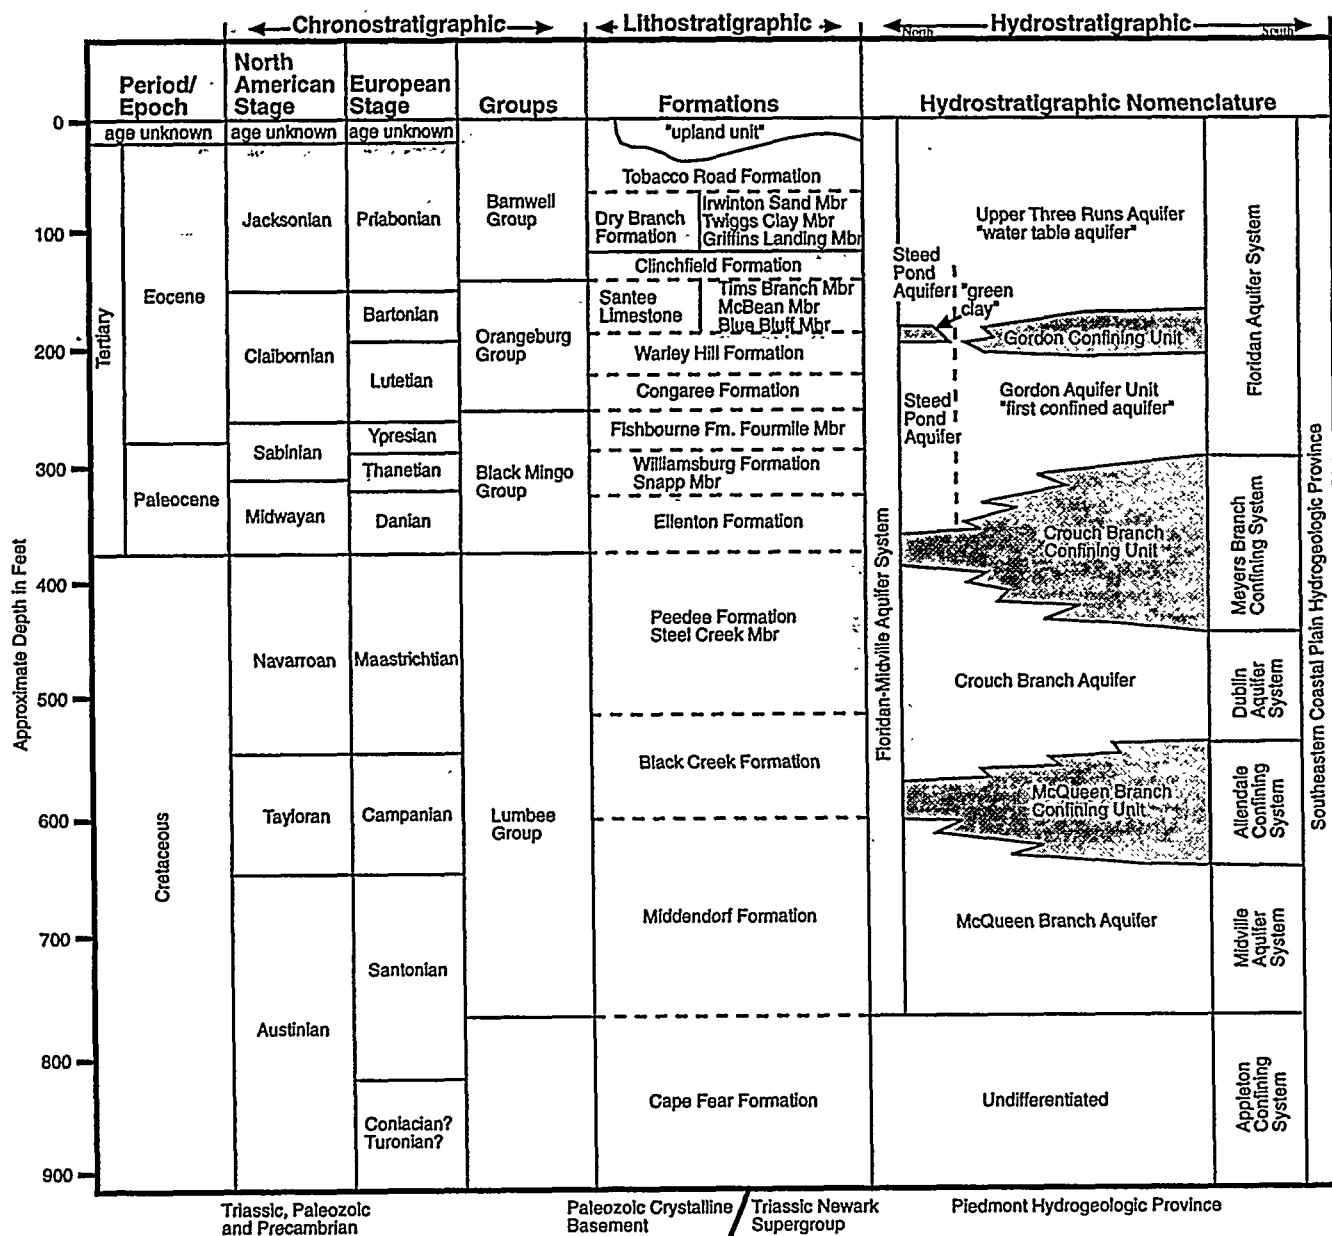 Chronostratigraphic
Lithostratigraphic
Hydrostratigraphic
North
South
Period/
Epoch
North
American
Stage
European
Stage
Groups
Formations
Hydrostratigraphic Nomenclature
Approximate Depth in Feet
0
100
200
300
400
500
600
700
800
900
age unknown
age unknown
age unknown
Tertiary
Eocene
Paleocene
Cretaceous
Jacksonian
Claibornian
Sabinian
Midwayan
Navarroan
Tayloran
Austinian
Priabonian
Bartonian
Lutetian
Ypresian
Thanetian
Danian
Maastrichtian
Campanian
Santonian
Coniacian?
Turonian?
Barnwell
Group
Orangeburg
Group
Black Mingo
Group
Lumbee
Group
"upland unit"
Tobacco Road Formation
Dry Branch
Formation
Irwinton Sand Mbr
Twiggs Clay Mbr
Griffins Landing Mbr
Clinchfield Formation
Santee
Limestone
Tims Branch Mbr
McBean Mbr
Blue Bluff Mbr
Warley Hill Formation
Congaree Formation
Fishbourne Fm. Fourmile Mbr
Williamsburg Formation
Snapp Mbr
Ellenton Formation
Peedee Formation
Steel Creek Mbr
Black Creek Formation
Middendorf Formation
Cape Fear Formation
Floridan-Midville Aquifer System
Upper Three Runs Aquifer
"water table aquifer"
Steed
Pond
Aquifer
"green
clay"
Gordon Confining Unit
Gordon Aquifer Unit
"first confined aquifer"
Steed
Pond
Aquifer
Crouch Branch
Confining Unit
Crouch Branch Aquifer
McQueen Branch
Confining Unit
McQueen Branch Aquifer
Undifferentiated
Floridan Aquifer System
Meyers Branch
Confining System
Dublin
Aquifer
System
Allendale
Confining
System
Midville
Aquifer
System
Appleton
Confining
System
Southeastern Coastal Plain Hydrogeologic Province
Triassic, Paleozoic
and Precambrian
Paleozoic Crystalline
Basement
Triassic Newark
Supergroup
Piedmont Hydrogeologic Province